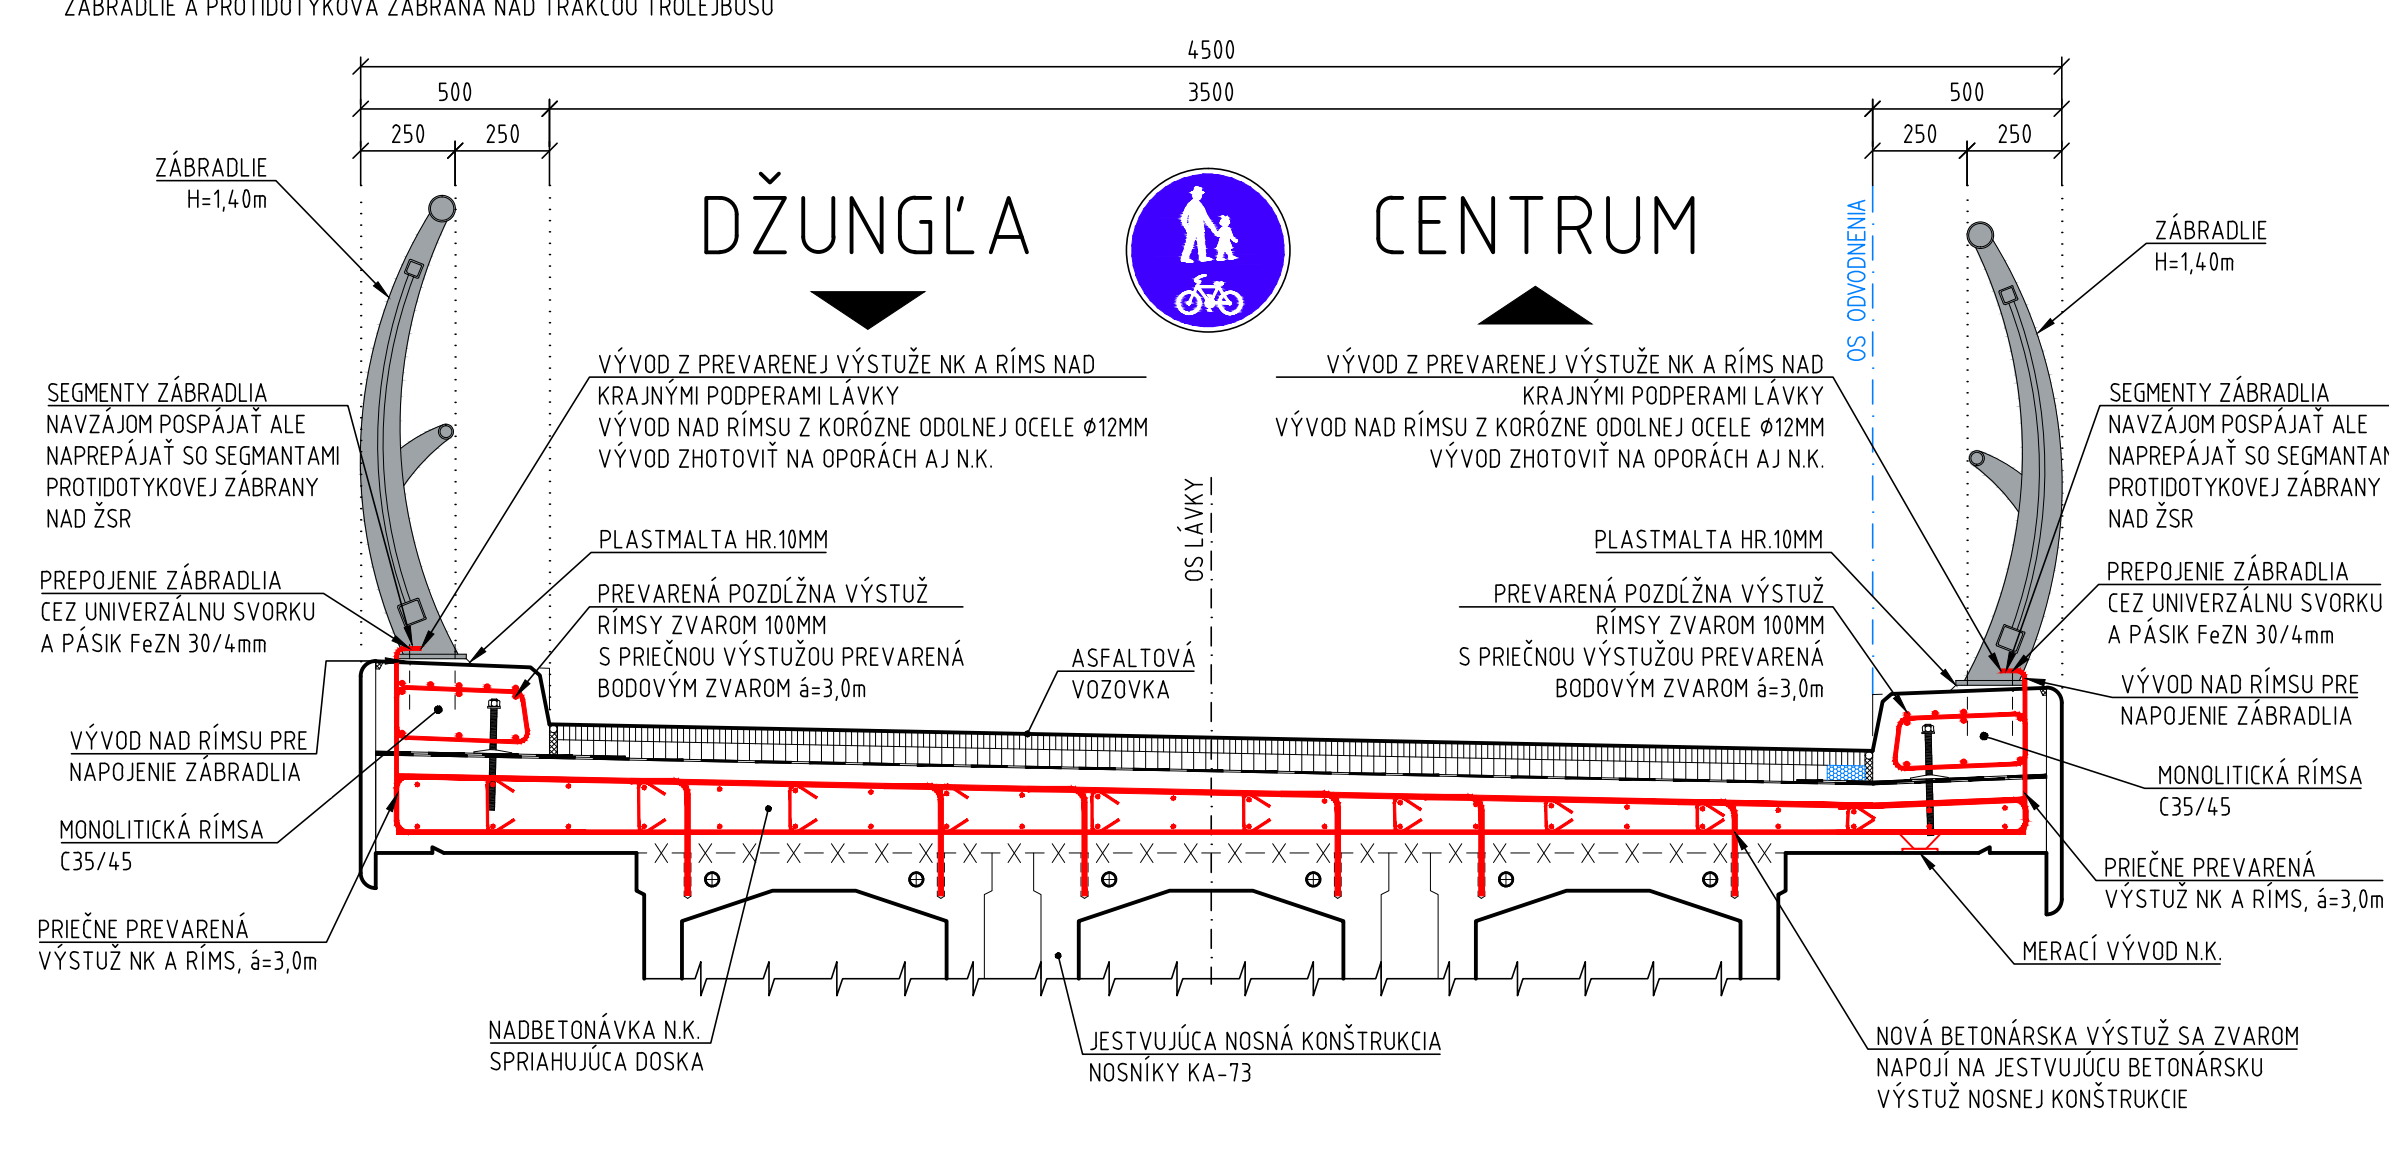 ZÁBRADLIE A PROTIDOTYKOVÁ ZÁBRANA NAD TRAKCOU TROLEJBUSU
4500
500
3500
500
250
250
250
250
ZÁBRADLIE
H=1,40m
DŽUNGĽA
CENTRUM
OS ODVODNENIA
ZÁBRADLIE
H=1,40m
VÝVOD Z PREVARENEJ VÝSTUŽE NK A RÍMS NAD
KRAJNÝMI PODPERAMI LÁVKY
VÝVOD NAD RÍMSU Z KORÓZNE ODOLNEJ OCELE Ø12MM
VÝVOD ZHOTOVIŤ NA OPORÁCH AJ N.K.
VÝVOD Z PREVARENEJ VÝSTUŽE NK A RÍMS NAD
KRAJNÝMI PODPERAMI LÁVKY
VÝVOD NAD RÍMSU Z KORÓZNE ODOLNEJ OCELE Ø12MM
VÝVOD ZHOTOVIŤ NA OPORÁCH AJ N.K.
SEGMENTY ZÁBRADLIA
NAVZÁJOM POSPÁJAŤ ALE
NAPREPÁJAŤ SO SEGMANTAMI
PROTIDOTYKOVEJ ZÁBRANY
NAD ŽSR
SEGMENTY ZÁBRADLIA
NAVZÁJOM POSPÁJAŤ ALE
NAPREPÁJAŤ SO SEGMANTAM
PROTIDOTYKOVEJ ZÁBRANY
NAD ŽSR
OS LÁVKY
PLASTMALTA HR.10MM
PLASTMALTA HR.10MM
PREPOJENIE ZÁBRADLIA
CEZ UNIVERZÁLNU SVORKU
A PÁSIK FeZN 30/4mm
PREVARENÁ POZDĹŽNA VÝSTUŽ
RÍMSY ZVAROM 100MM
S PRIEČNOU VÝSTUŽOU PREVARENÁ
BODOVÝM ZVAROM á=3,0m
ASFALTOVÁ
VOZOVKA
PREVARENÁ POZDĹŽNA VÝSTUŽ
RÍMSY ZVAROM 100MM
S PRIEČNOU VÝSTUŽOU PREVARENÁ
BODOVÝM ZVAROM á=3,0m
PREPOJENIE ZÁBRADLIA
CEZ UNIVERZÁLNU SVORKU
A PÁSIK FeZN 30/4mm
VÝVOD NAD RÍMSU PRE
NAPOJENIE ZÁBRADLIA
VÝVOD NAD RÍMSU PRE
NAPOJENIE ZÁBRADLIA
MONOLITICKÁ RÍMSA
C35/45
MONOLITICKÁ RÍMSA
C35/45
PRIEČNE PREVARENÁ
VÝSTUŽ NK A RÍMS, á=3,0m
PRIEČNE PREVARENÁ
VÝSTUŽ NK A RÍMS, á=3,0m
MERACÍ VÝVOD N.K.
NADBETONÁVKA N.K.
SPRIAHUJÚCA DOSKA
JESTVUJÚCA NOSNÁ KONŠTRUKCIA
NOSNÍKY KA-73
NOVÁ BETONÁRSKA VÝSTUŽ SA ZVAROM
NAPOJÍ NA JESTVUJÚCU BETONÁRSKU
VÝSTUŽ NOSNEJ KONŠTRUKCIE